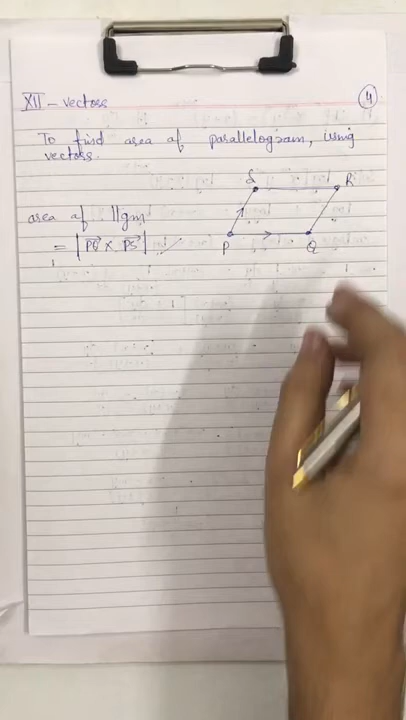 XII - vectors
4
To find area of parallelogram, using
vectors.
S R
area of ||gm
= |PQ × PS|
P Q